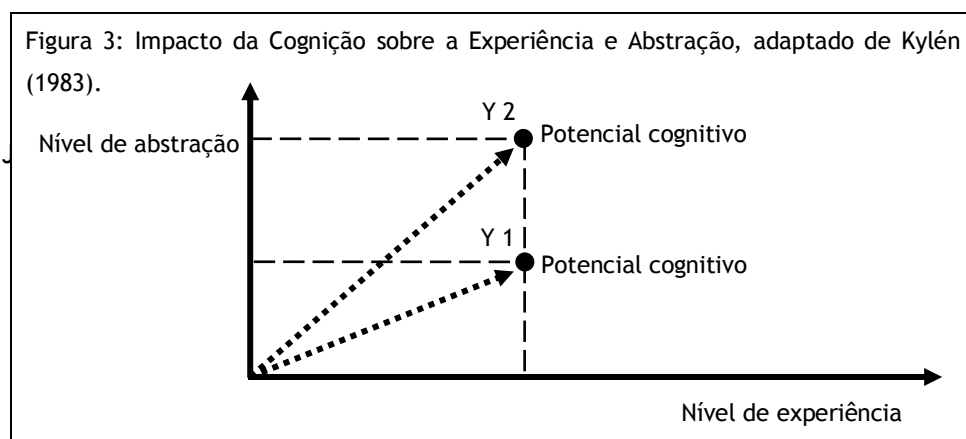 Figura 3: Impacto da Cognição sobre a Experiência e Abstração, adaptado de Kylén
(1983).
Y 2
Nível de abstração
Potencial cognitivo
Y 1
Potencial cognitivo
Nível de experiência